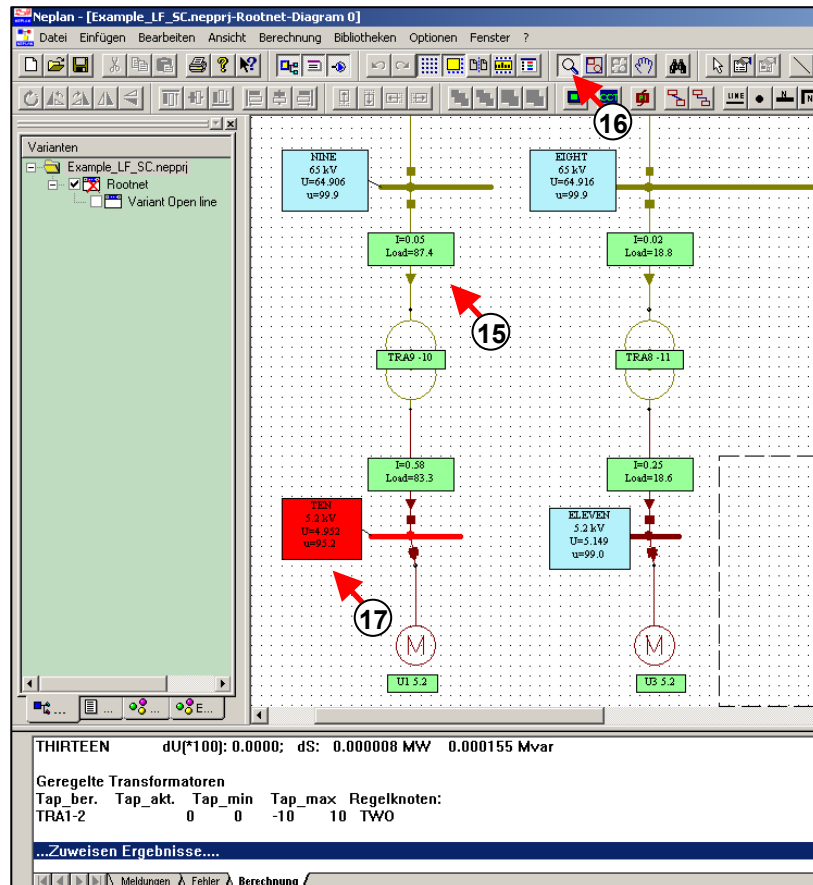 Neplan - [Example_LF_SC.nepprj-Rootnet-Diagram 0]
Datei Einfügen Bearbeiten Ansicht Berechnung Bibliotheken Optionen Fenster ?
CCT
LINE
N
16
Varianten
Example_LF_SC.nepprj
Rootnet
Variant Open line
NINE
65 kV
U=64.906
u=99.9
EIGHT
65 kV
U=64.916
u=99.9
I=0.05
Load=87.4
I=0.02
Load=18.8
15
TRA9 -10
TRA8 -11
I=0.58
Load=83.3
I=0.25
Load=18.6
TEN
5.2 kV
U=4.952
u=95.2
ELEVEN
5.2 kV
U=5.149
u=99.0
17
M
M
U1 5.2
U3 5.2
... ... ... E...
THIRTEEN dU(*100): 0.0000; dS: 0.000008 MW 0.000155 Mvar
Geregelte Transformatoren
Tap_ber. Tap_akt. Tap_min Tap_max Regelknoten:
TRA1-2 0 0 -10 10 TWO
...Zuweisen Ergebnisse....
Meldungen Fehler Berechnung